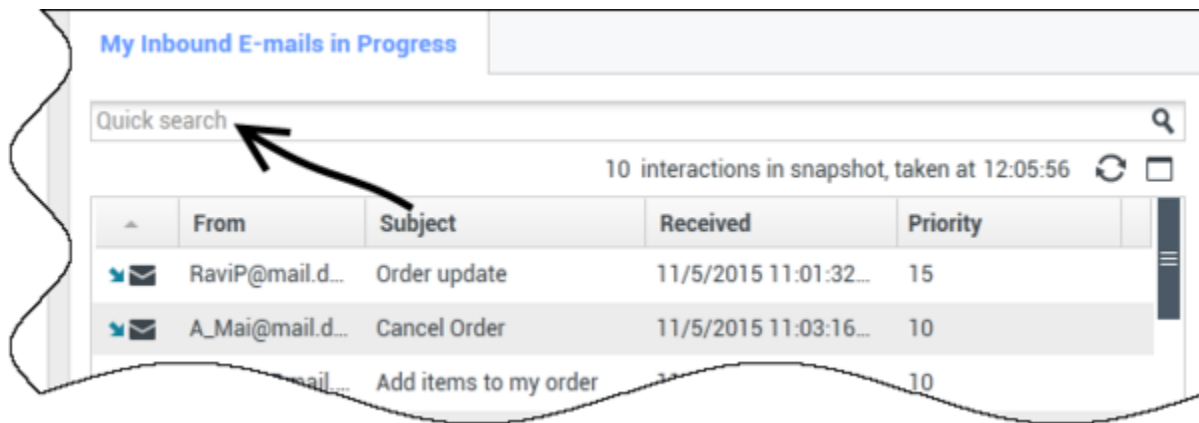 My Inbound E-mails in Progress
Quick search
10 interactions in snapshot, taken at 12:05:56
From Subject Received Priority
RaviP@mail.d... Order update 11/5/2015 11:01:32... 15
A_Mai@mail.d... Cancel Order 11/5/2015 11:03:16... 10
Add items to my order 10